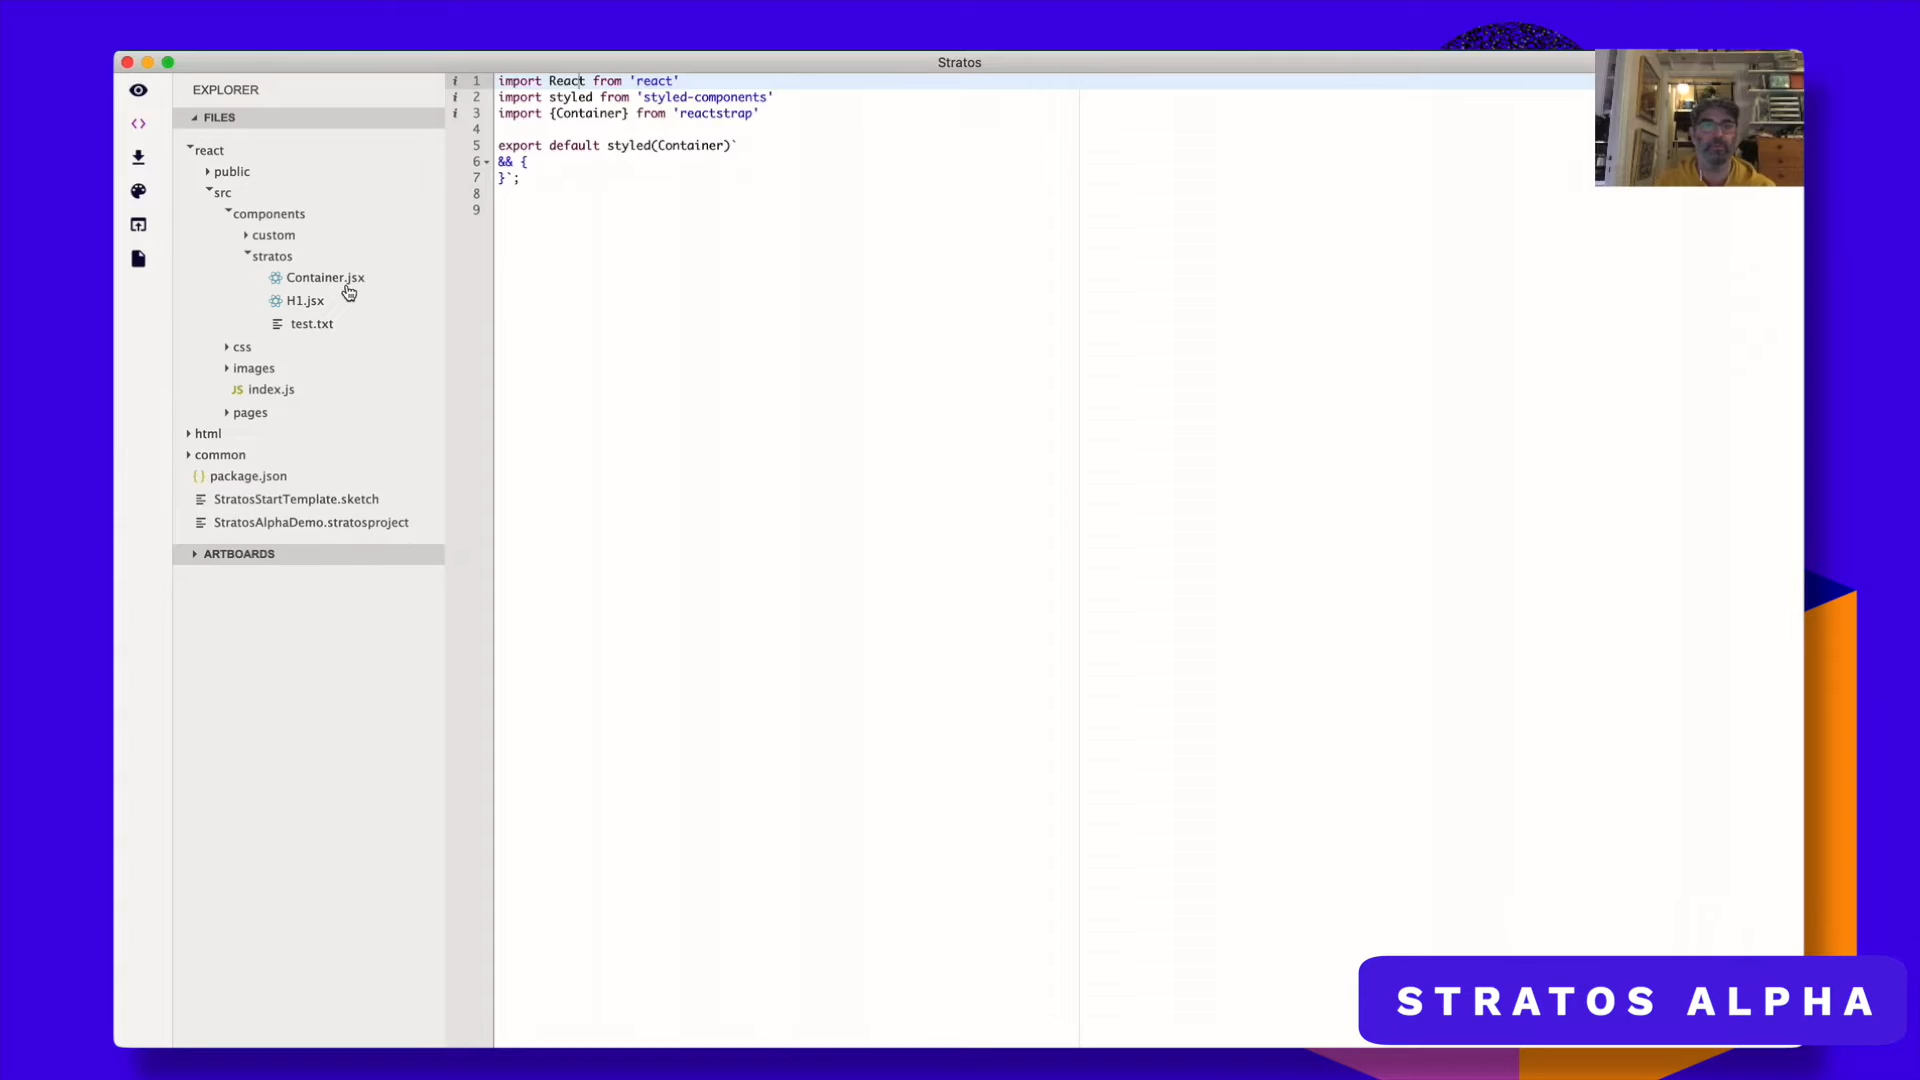 Stratos
EXPLORER
FILES
react
public
src
components
custom
stratos
Container.jsx
H1.jsx
test.txt
css
images
JS index.js
pages
html
common
{} package.json
StratosStartTemplate.sketch
StratosAlphaDemo.stratosproject
ARTBOARDS
i 1 import React from 'react'
i 2 import styled from 'styled-components'
i 3 import {Container} from 'reactstrap'
4
5 export default styled(Container)`
6 && {
7 }`;
8
9
STRATOS ALPHA